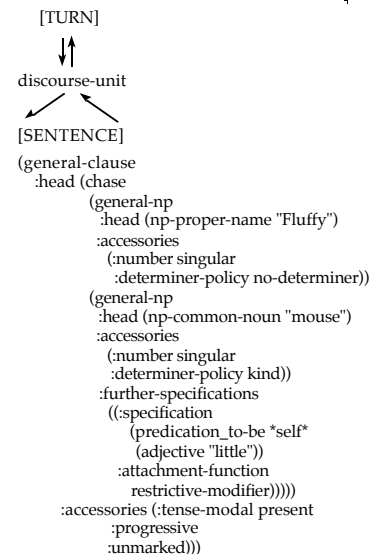 [TURN]
discourse-unit
[SENTENCE]
(general-clause
:head (chase
(general-np
:head (np-proper-name "Fluffy")
:accessories
(:number singular
:determiner-policy no-determiner))
(general-np
:head (np-common-noun "mouse")
:accessories
(:number singular
:determiner-policy kind))
:further-specifications
((:specification
(predication_to-be *self*
(adjective "little"))
:attachment-function
restrictive-modifier)))))
:accessories (:tense-modal present
:progressive
:unmarked)))